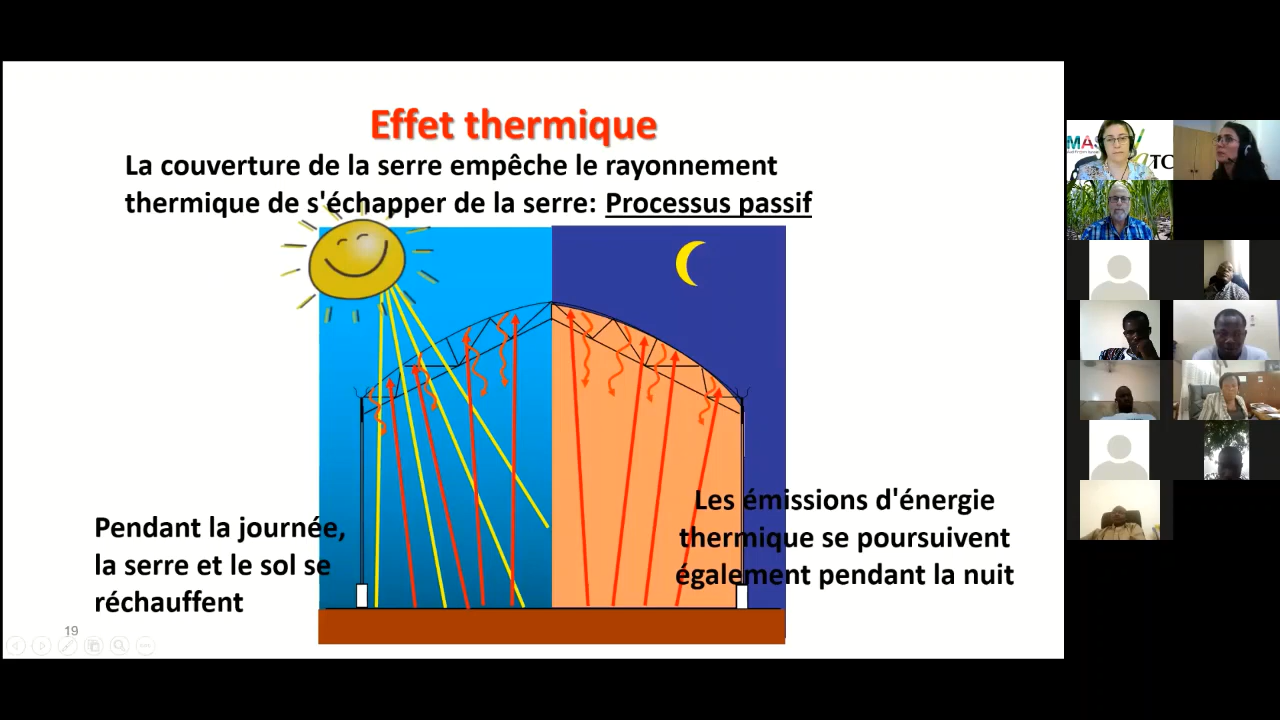 Effet thermique
La couverture de la serre empêche le rayonnement
thermique de s'échapper de la serre: Processus passif
Pendant la journée,
la serre et le sol se
réchauffent
Les émissions d'énergie
thermique se poursuivent
également pendant la nuit
19
MAS